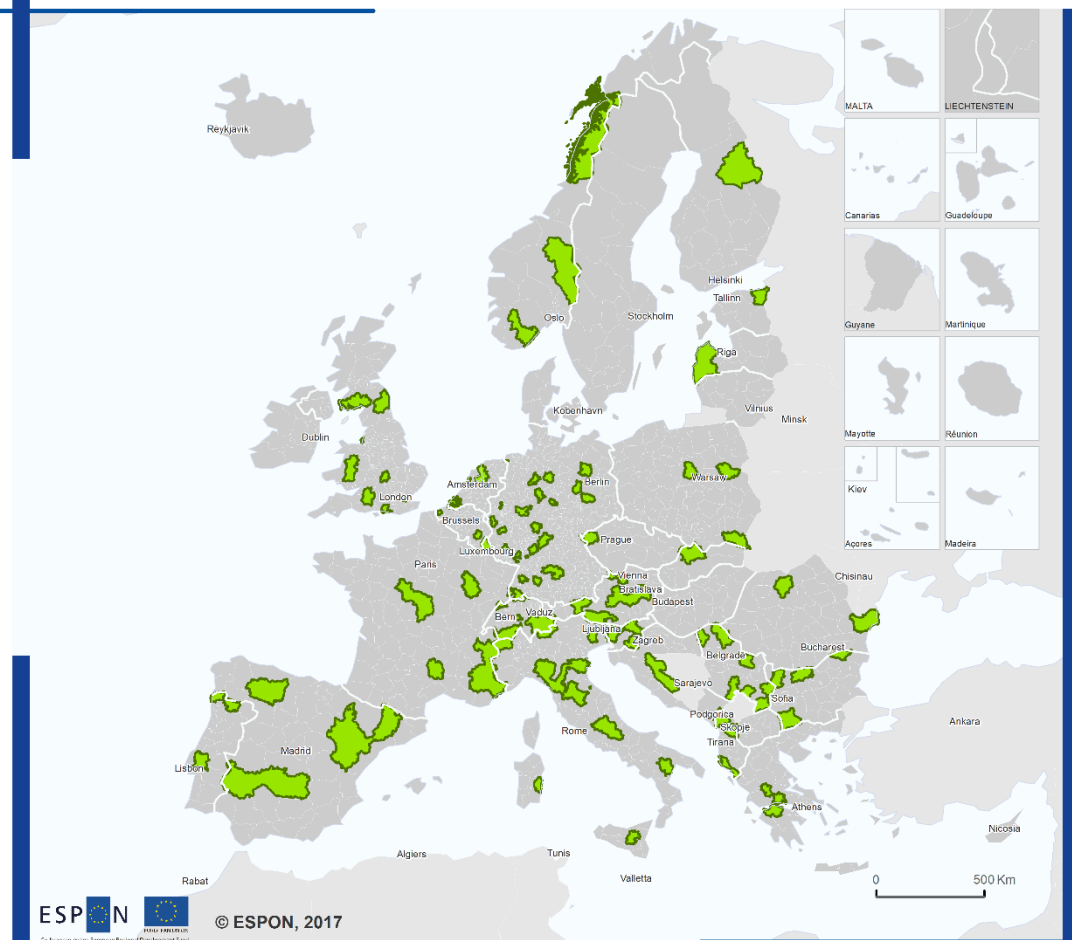 MALTA
LIECHTENSTEIN
Reykjavik
Canarias
Guadeloupe
Helsinki
Tallinn
Oslo
Stockholm
Guyane
Martinique
Riga
Kobenhavn
Vilnius
Minsk
Mayotte
Réunion
Dublin
Amsterdam
Berlin
Warsaw
London
Kiev
Brussels
Prague
Açores
Madeira
Luxembourg
Paris
Vienna
Chisinau
Bratislava
Budapest
Vaduz
Bern
Ljubljana
Zagreb
Bucharest
Belgrade
Sarajevo
Sofia
Podgorica
Skopje
Ankara
Rome
Tirana
Madrid
Lisbon
Athens
Nicosia
Algiers
Tunis
Valletta
Rabat
0 500 Km
ESPON
© ESPON, 2017